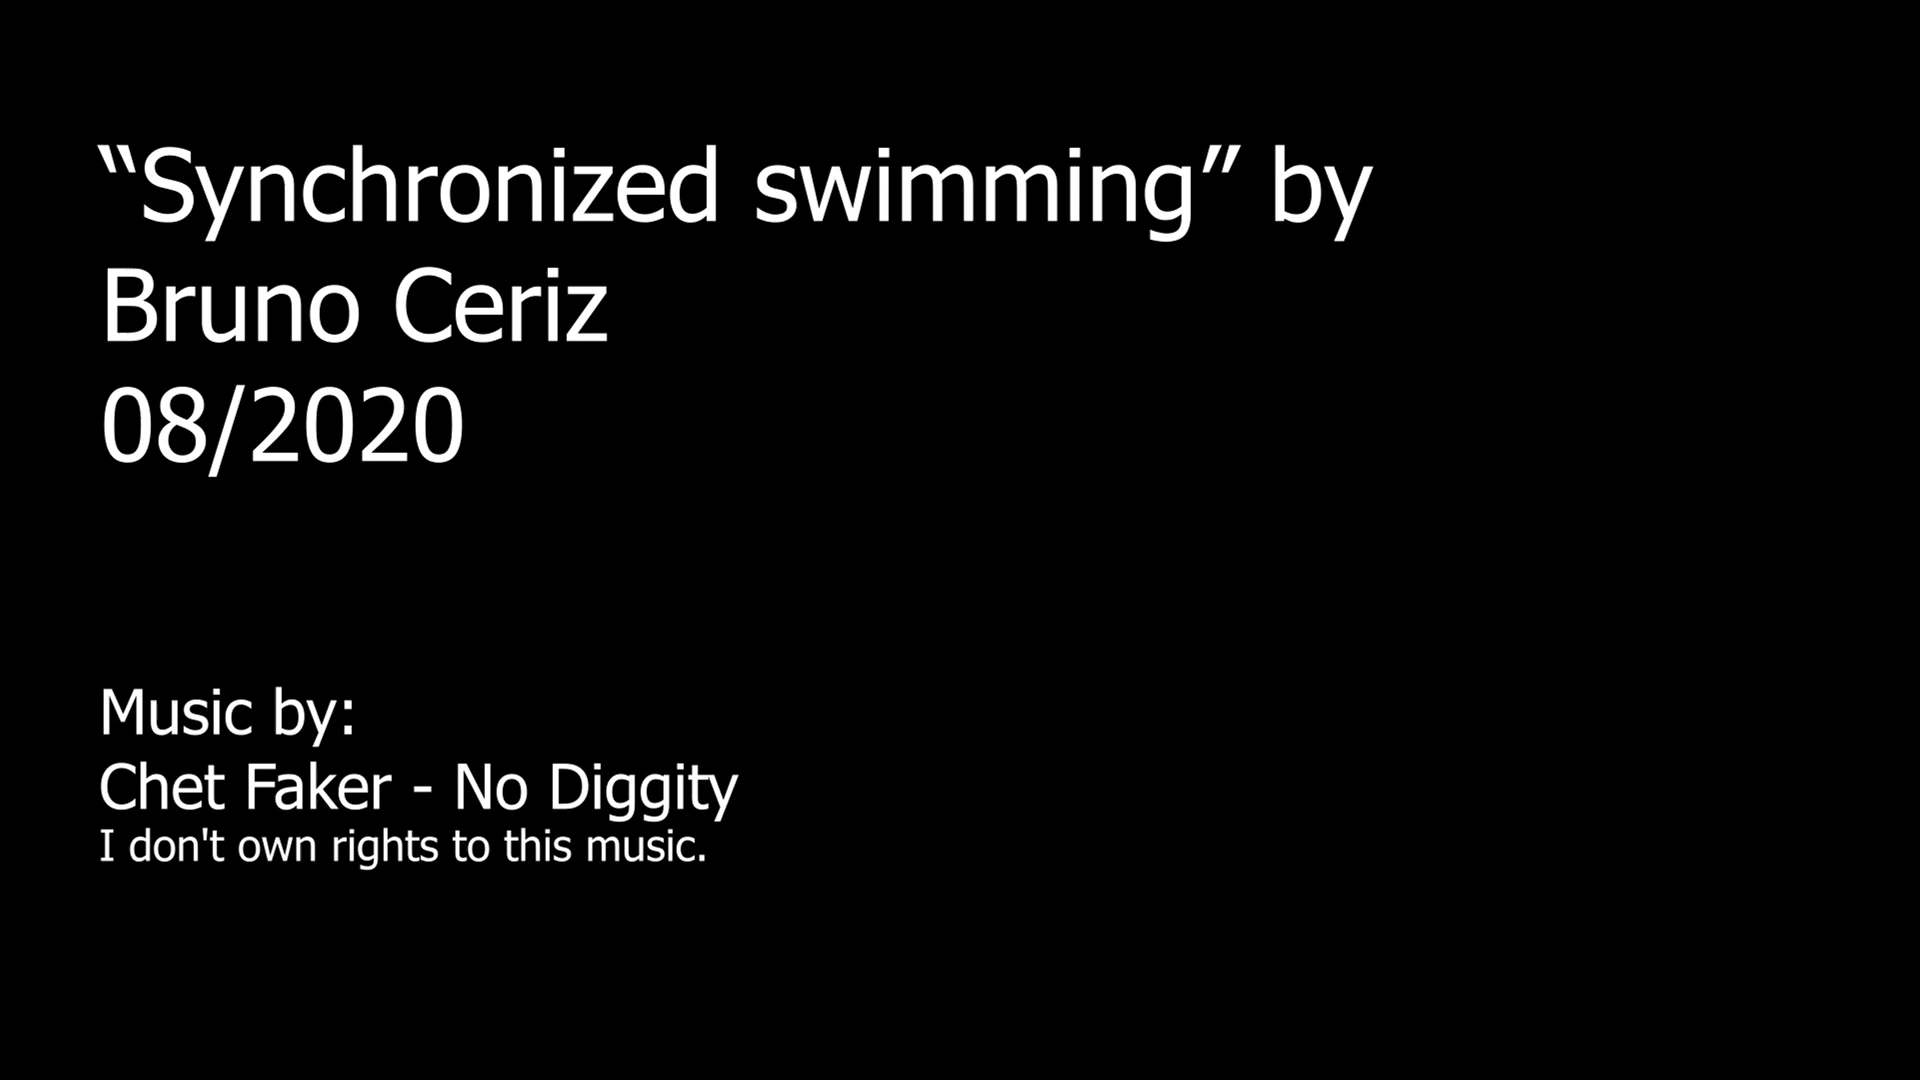 “Synchronized swimming” by
Bruno Ceriz
08/2020
Music by:
Chet Faker - No Diggity
I don't own rights to this music.